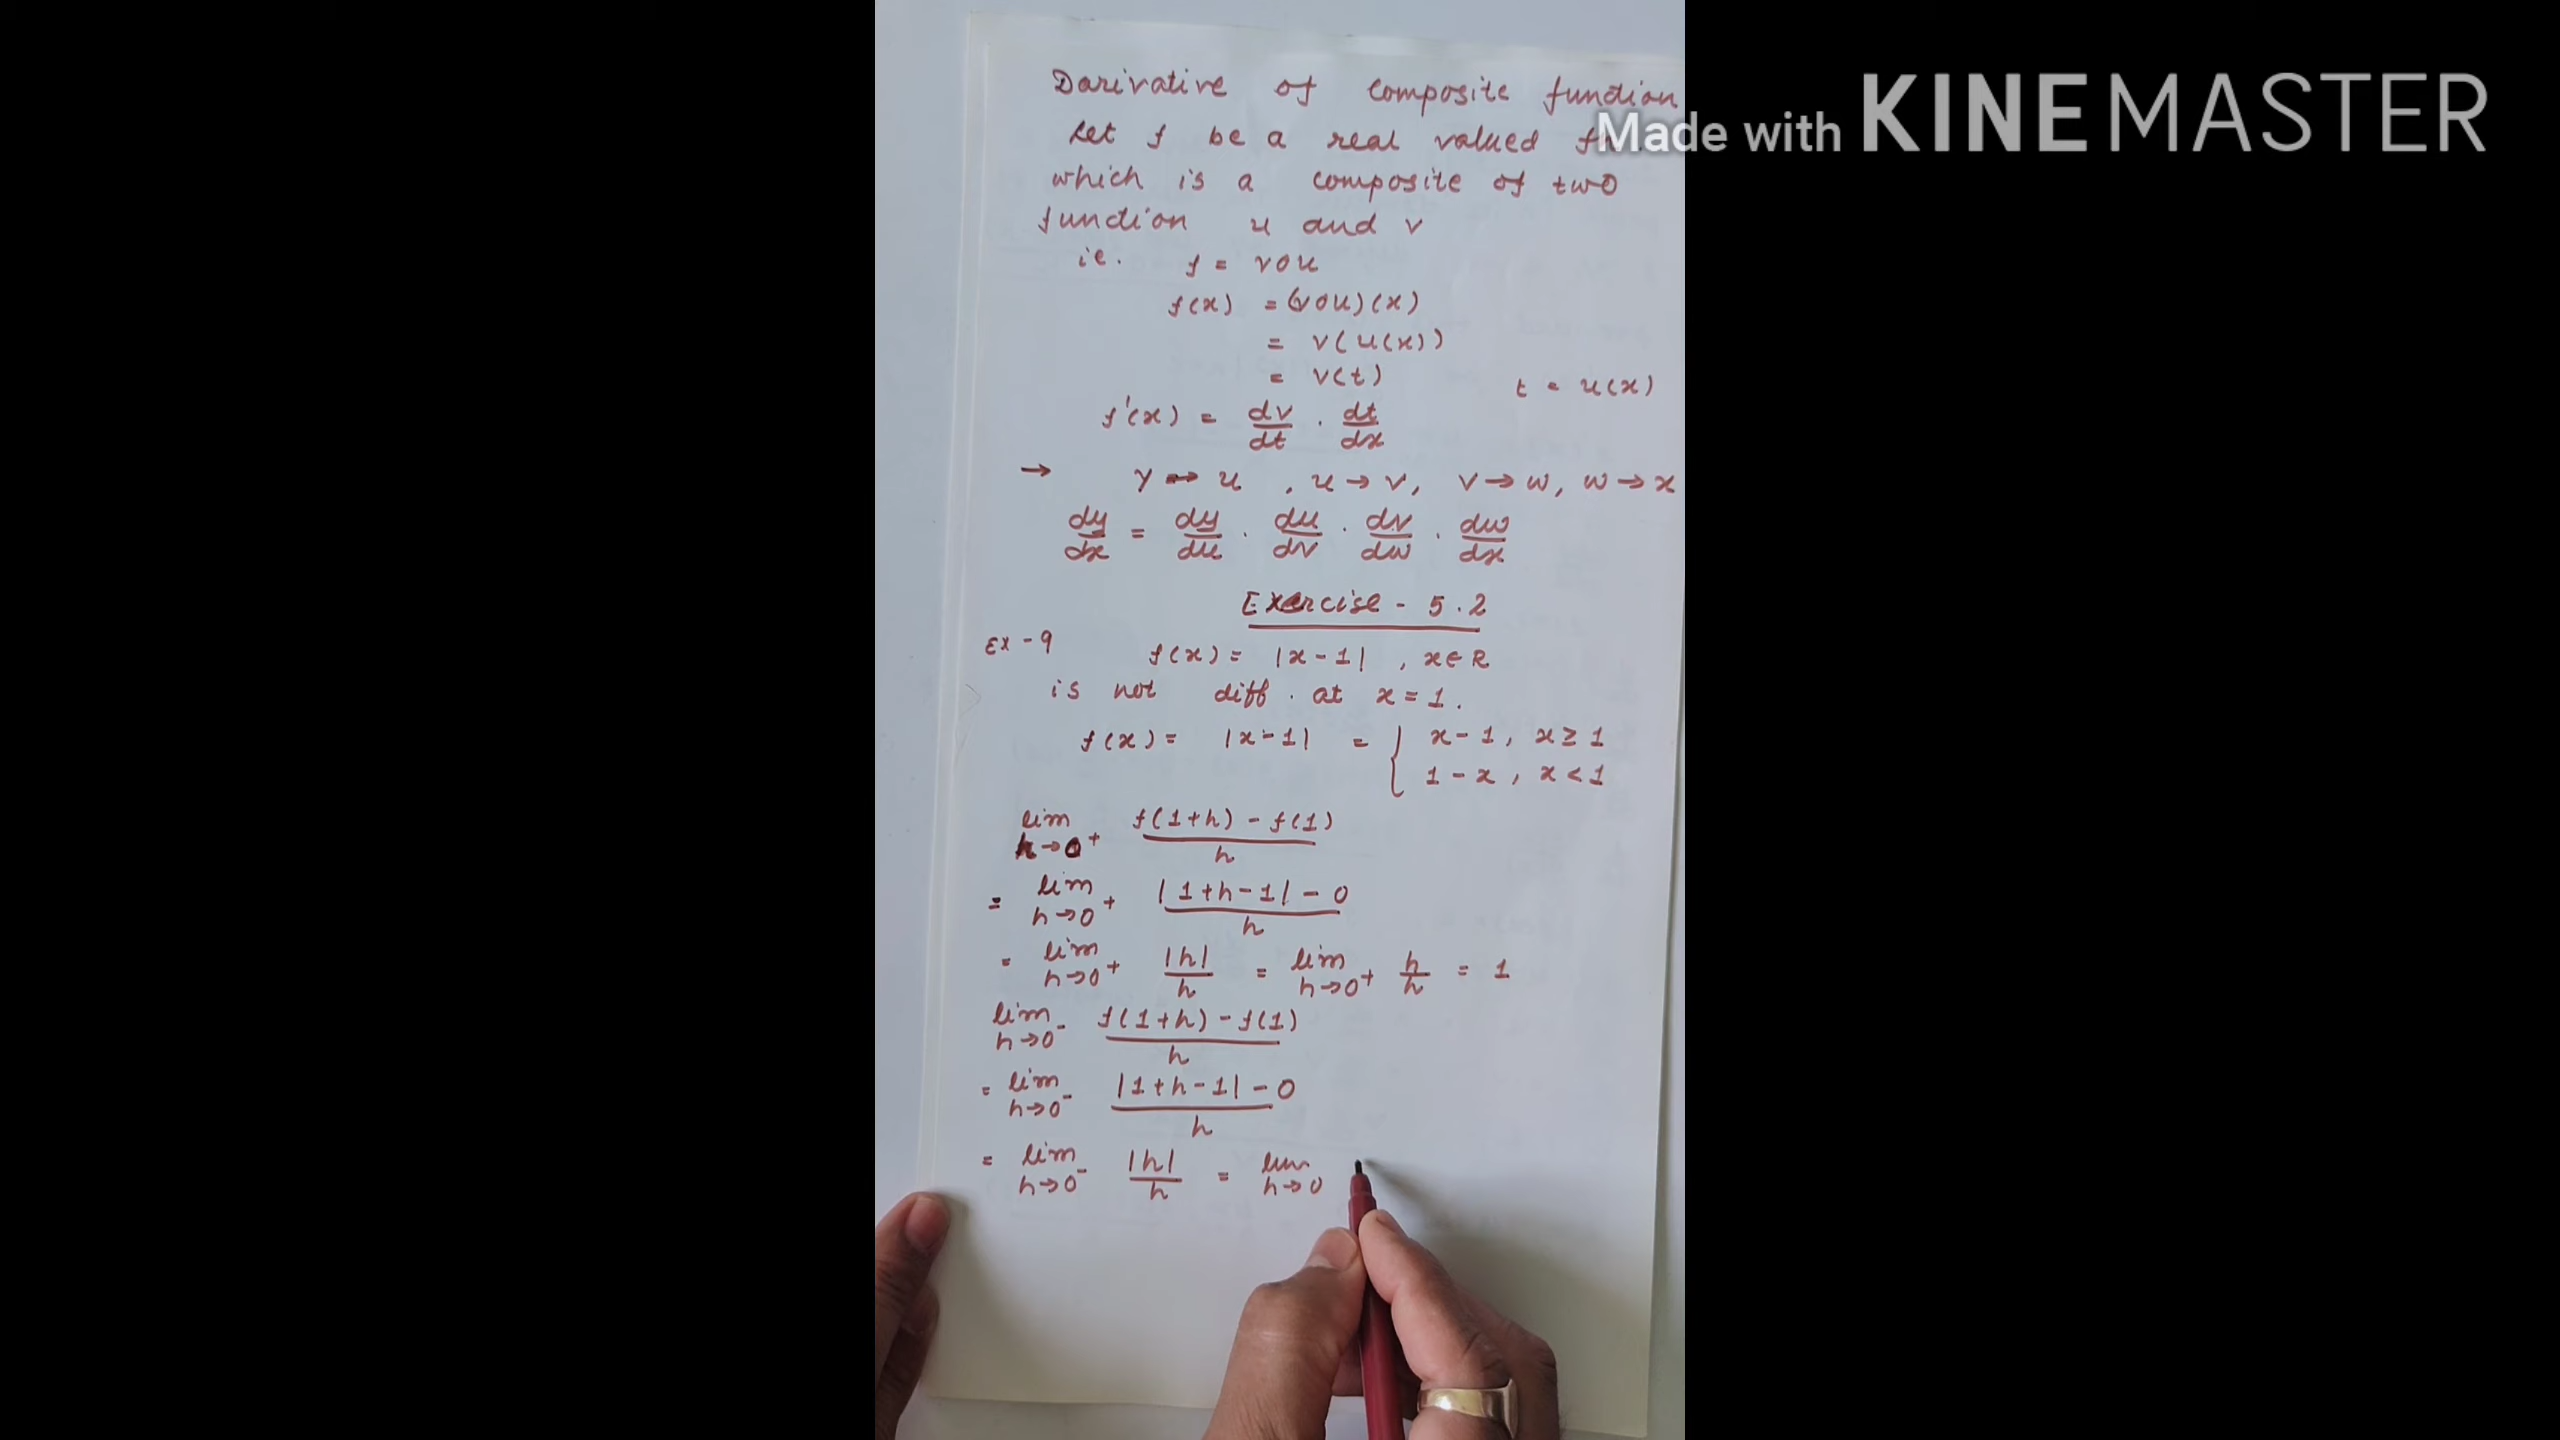 Darivative of composite function
Let f be a real valued fn.
which is a composite of two
function u and v
ie. f = vou
f(x) = (vou)(x)
= v(u(x))
= v(t) t = u(x)
f'(x) = dv/dt . dt/dx
→ y → u , u → v, v → w, w → x
dy/dx = dy/du . du/dv . dv/dw . dw/dx
Exercise - 5.2
Ex - 9 f(x) = |x-1| , x∈R
is not diff. at x = 1.
f(x) = |x-1| = { x-1, x ≥ 1
1-x, x < 1
lim h→0+ f(1+h) - f(1) / h
= lim h→0+ |1+h-1| - 0 / h
= lim h→0+ |h|/h = lim h→0+ h/h = 1
lim h→0- f(1+h) - f(1) / h
= lim h→0- |1+h-1| - 0 / h
= lim h→0- |h|/h = lim h→0
Made with KINEMASTER